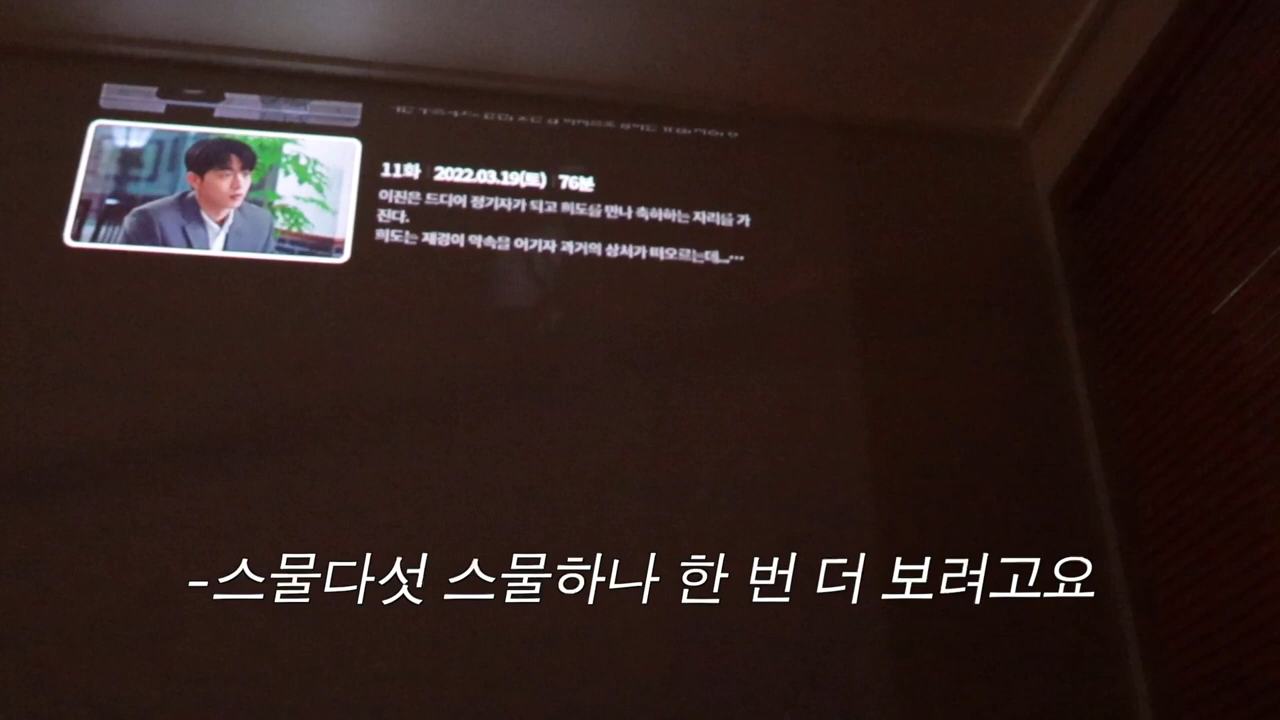 11화 2022.03.19(토) 76분
이진은 드디어 정기자가 되고 희도를 만나 축하하는 자리를 가
진다.
희도는 재경이 약속을 어기자 과거의 상처가 떠오르는데...…
-스물다섯 스물하나 한 번 더 보려고요